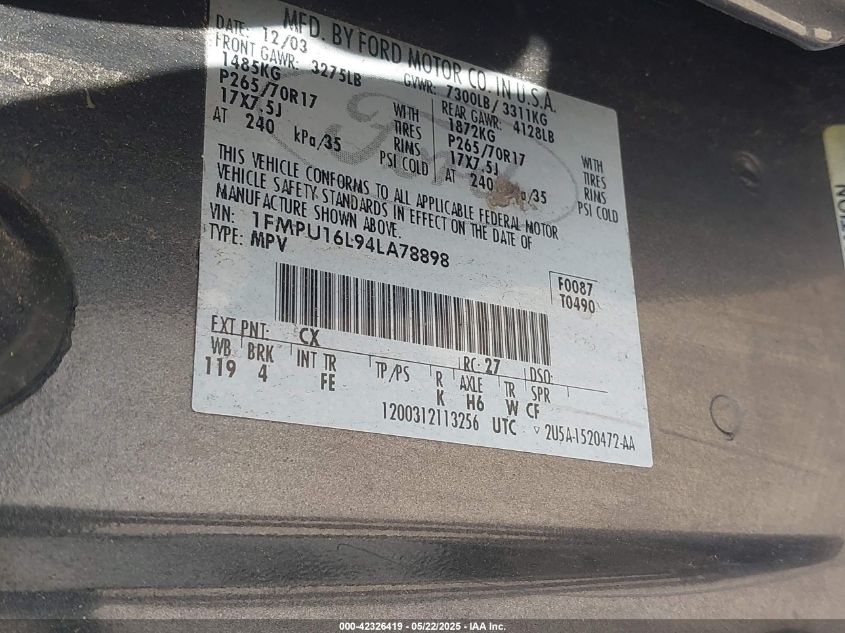 MFD. BY FORD MOTOR CO. IN U.S.A.
DATE: 12/03 GVWR: 7300LB/ 3311KG
FRONT GAWR: 3275LB REAR GAWR: 4128LB
1485KG WITH 1872KG WITH
P265/70R17 TIRES P265/70R17 TIRES
17X7.5J RIMS 17X7.5J RIMS
AT 240 kPa/35 PSI COLD AT 240 kPa/35 PSI COLD
THIS VEHICLE CONFORMS TO ALL APPLICABLE FEDERAL MOTOR
VEHICLE SAFETY STANDARDS IN EFFECT ON THE DATE OF
MANUFACTURE SHOWN ABOVE.
VIN: 1FMPU16L94LA78898
TYPE: MPV
F0087
T0490
EXT PNT: CX RC: 27 DSO:
WB BRK INT TR TP/PS R AXLE TR SPR
119 4 FE K H6 W CF
1200312113256 UTC ▿ 2U5A-1520472-AA
Ford
000-42326419 - 05/22/2025 - IAA Inc.